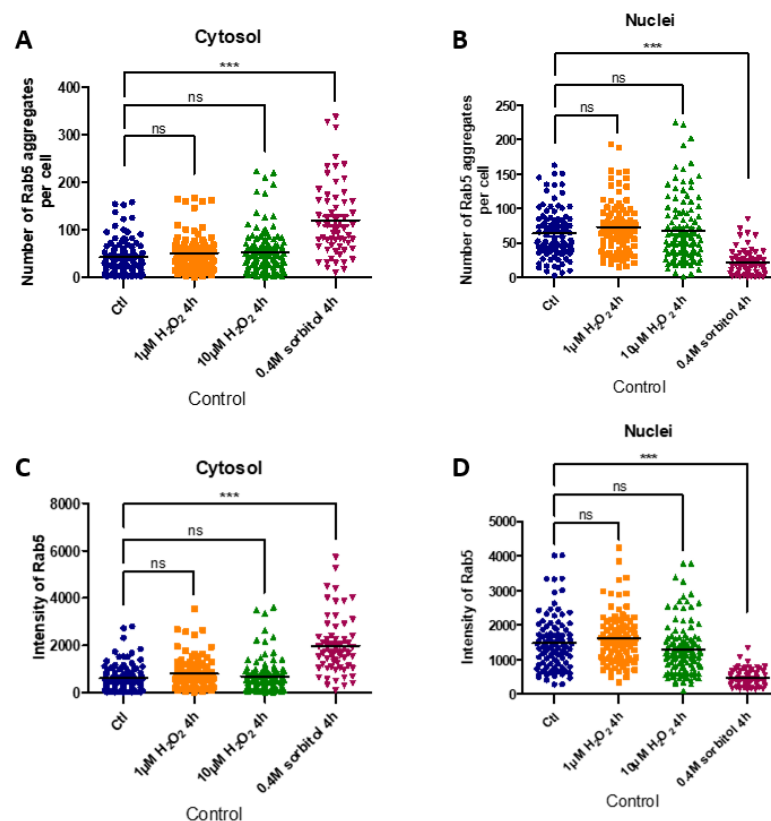 A
Cytosol
Number of Rab5 aggregates
per cell
400
300
200
100
0
***
ns
ns
Ctl
1µM H₂O₂ 4h
10µM H₂O₂ 4h
0.4M sorbitol 4h
Control
B
Nuclei
Number of Rab5 aggregates
per cell
250
200
150
100
50
0
***
ns
ns
Ctl
1µM H₂O₂ 4h
10µM H₂O₂ 4h
0.4M sorbitol 4h
Control
C
Cytosol
Intensity of Rab5
8000
6000
4000
2000
0
***
ns
ns
Ctl
1µM H₂O₂ 4h
10µM H₂O₂ 4h
0.4M sorbitol 4h
Control
D
Nuclei
Intensity of Rab5
5000
4000
3000
2000
1000
0
***
ns
ns
Ctl
1µM H₂O₂ 4h
10µM H₂O₂ 4h
0.4M sorbitol 4h
Control